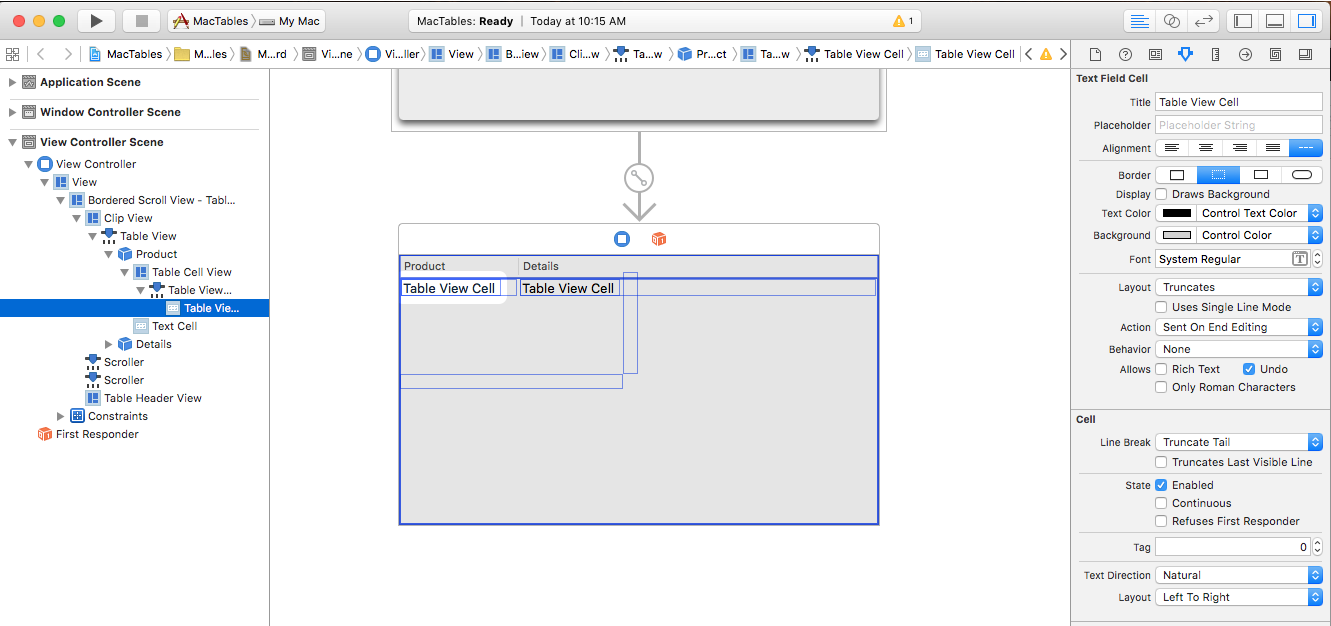 MacTables My Mac
MacTables: Ready | Today at 10:15 AM
1
MacTables M...les M...rd Vi...ne Vi...ller View B...iew Cli...w Ta...w Pr...ct Ta...w Table View Cell Table View Cell
Application Scene
Window Controller Scene
View Controller Scene
View Controller
View
Bordered Scroll View - Tabl...
Clip View
Table View
Product
Table Cell View
Table View...
Table Vie...
Text Cell
Details
Scroller
Scroller
Table Header View
Constraints
First Responder
Product Details
Table View Cell Table View Cell
Text Field Cell
Title Table View Cell
Placeholder Placeholder String
Alignment
Border
Display Draws Background
Text Color Control Text Color
Background Control Color
Font System Regular T
Layout Truncates
Uses Single Line Mode
Action Sent On End Editing
Behavior None
Allows Rich Text Undo
Only Roman Characters
Cell
Line Break Truncate Tail
Truncates Last Visible Line
State Enabled
Continuous
Refuses First Responder
Tag 0
Text Direction Natural
Layout Left To Right